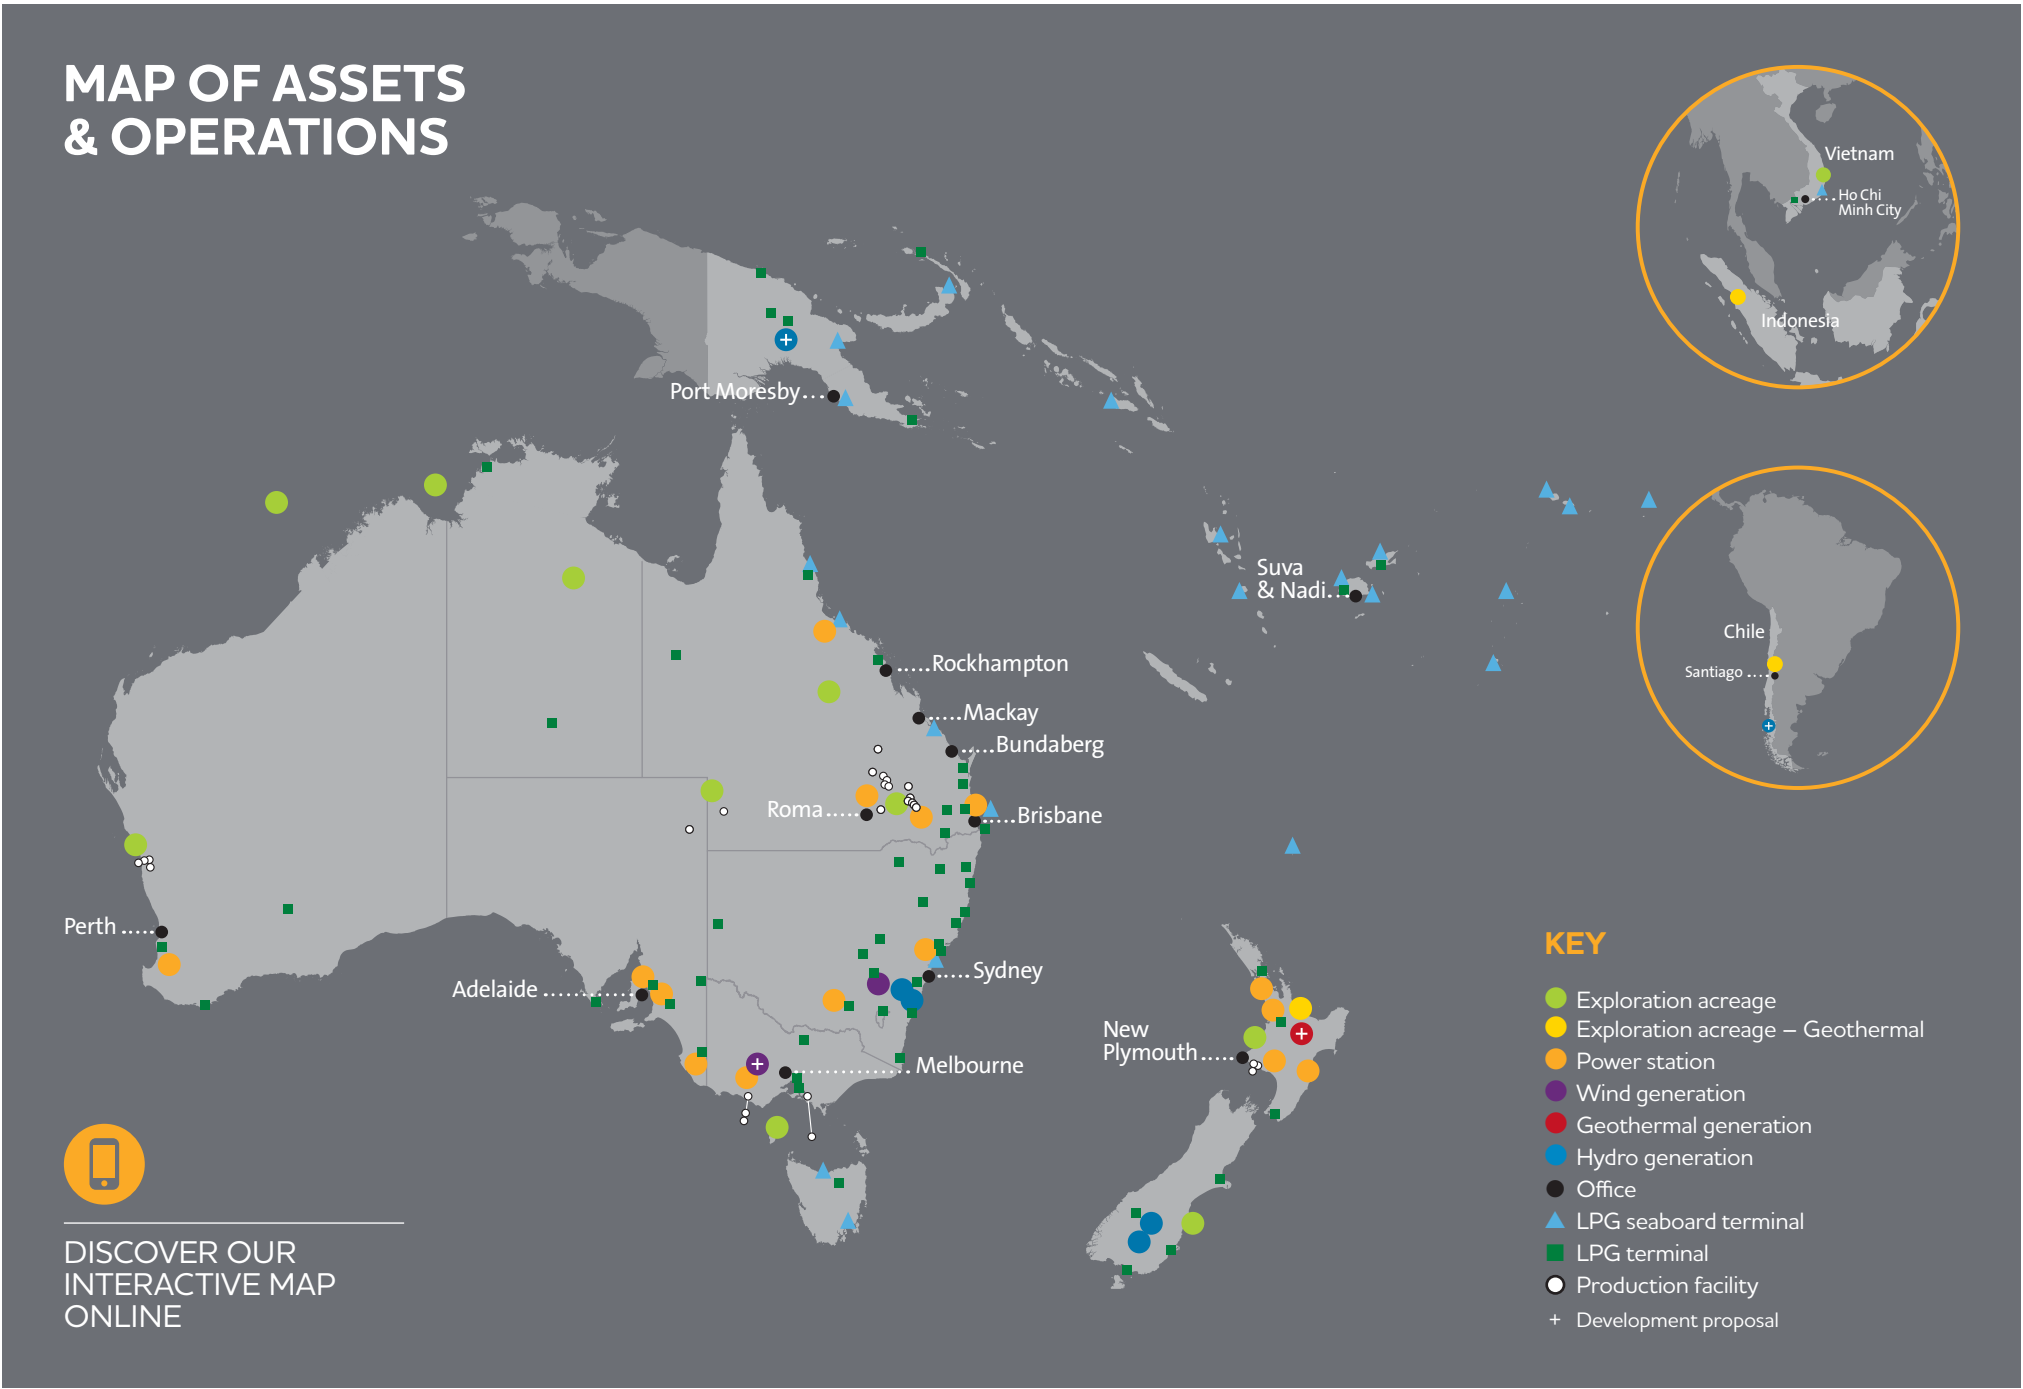 MAP OF ASSETS
& OPERATIONS
Vietnam
Ho Chi
Minh City
Indonesia
Port Moresby
Suva
& Nadi
Chile
Santiago
Rockhampton
Mackay
Bundaberg
Roma
Brisbane
Perth
Adelaide
Sydney
New
Plymouth
Melbourne
KEY
Exploration acreage
Exploration acreage – Geothermal
Power station
Wind generation
Geothermal generation
Hydro generation
Office
LPG seaboard terminal
LPG terminal
Production facility
+ Development proposal
DISCOVER OUR
INTERACTIVE MAP
ONLINE